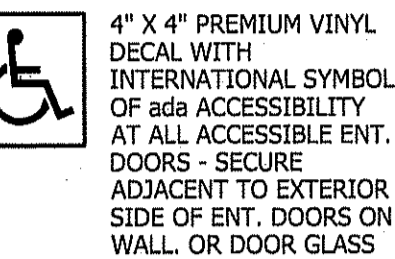 4" X 4" PREMIUM VINYL
DECAL WITH
INTERNATIONAL SYMBOL
OF ada ACCESSIBILITY
AT ALL ACCESSIBLE ENT.
DOORS - SECURE
ADJACENT TO EXTERIOR
SIDE OF ENT. DOORS ON
WALL. OR DOOR GLASS